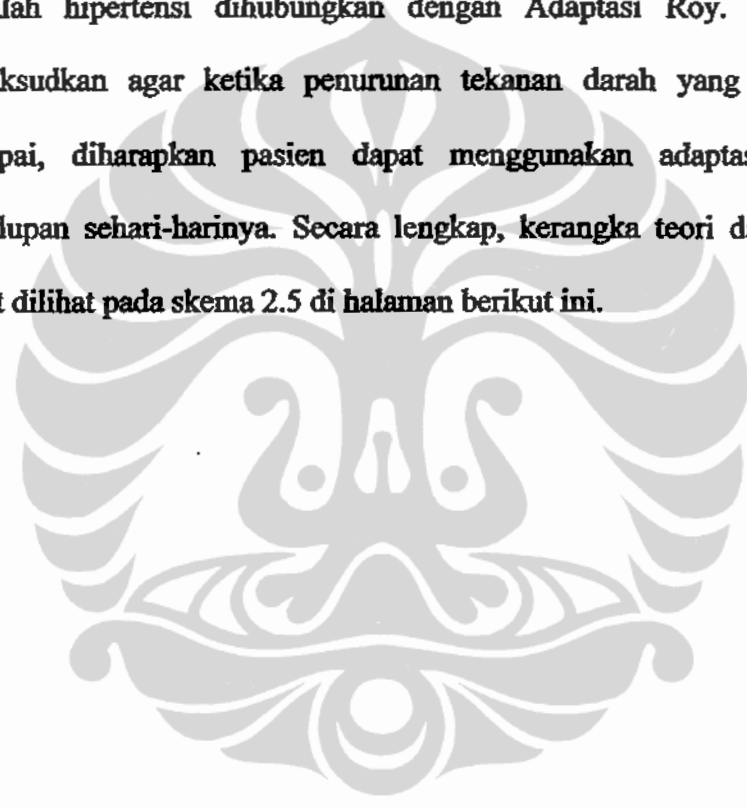 lah hipertensi dihubungkan dengan Adaptasi Roy.
ksudkan agar ketika penurunan tekanan darah yang
pai, diharapkan pasien dapat menggunakan adaptas
lupan sehari-harinya. Secara lengkap, kerangka teori d
t dilihat pada skema 2.5 di halaman berikut ini.